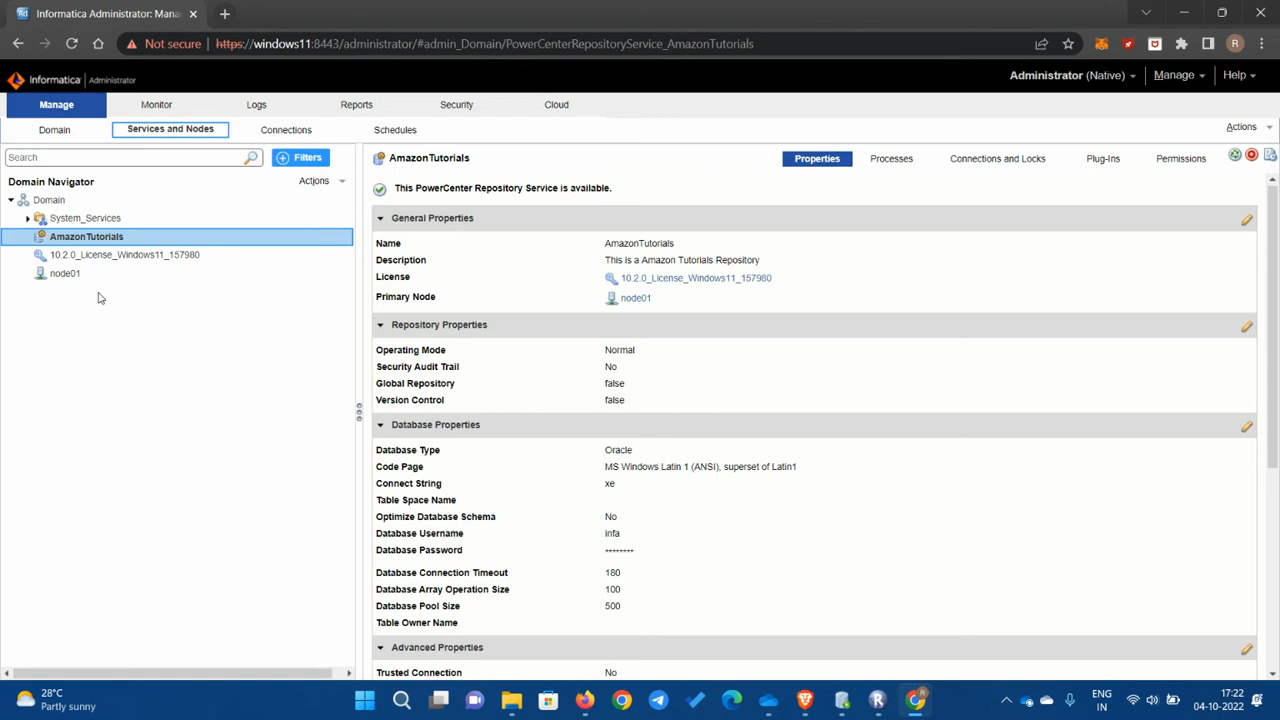 Informatica Administrator: Mana
Not secure https://windows11:8443/administrator/#admin_Domain/PowerCenterRepositoryService_AmazonTutorials
R
Informatica Administrator
Administrator (Native) Manage Help
Manage Monitor Logs Reports Security Cloud
Domain Services and Nodes Connections Schedules Actions
Search Filters
AmazonTutorials Properties Processes Connections and Locks Plug-Ins Permissions
Domain Navigator Actions
Domain
System_Services
AmazonTutorials
10.2.0_License_Windows11_157980
node01
This PowerCenter Repository Service is available.
General Properties
Name AmazonTutorials
Description This is a Amazon Tutorials Repository
License 10.2.0_License_Windows11_157980
Primary Node node01
Repository Properties
Operating Mode Normal
Security Audit Trail No
Global Repository false
Version Control false
Database Properties
Database Type Oracle
Code Page MS Windows Latin 1 (ANSI), superset of Latin1
Connect String xe
Table Space Name
Optimize Database Schema No
Database Username infa
Database Password ********
Database Connection Timeout 180
Database Array Operation Size 100
Database Pool Size 500
Table Owner Name
Advanced Properties
Trusted Connection No
28°C
Partly sunny
ENG
IN
17:22
04-10-2022